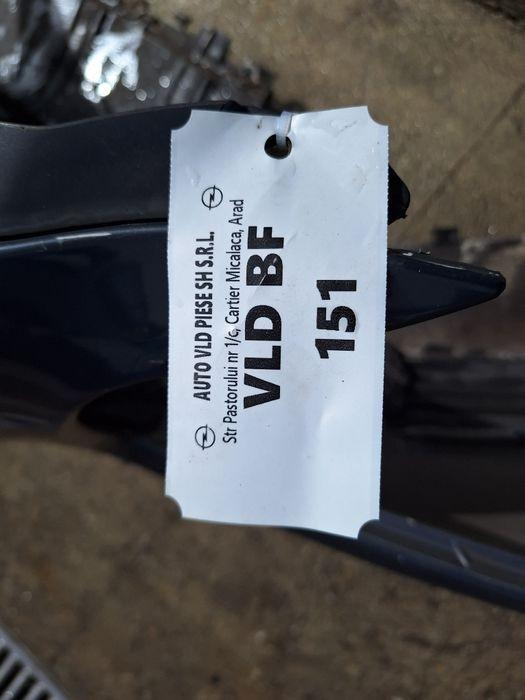 AUTO VLD PIESE SH S.R.L.
Str Pastorului nr 1/c, Cartier Micalaca, Arad
VLD BF
151